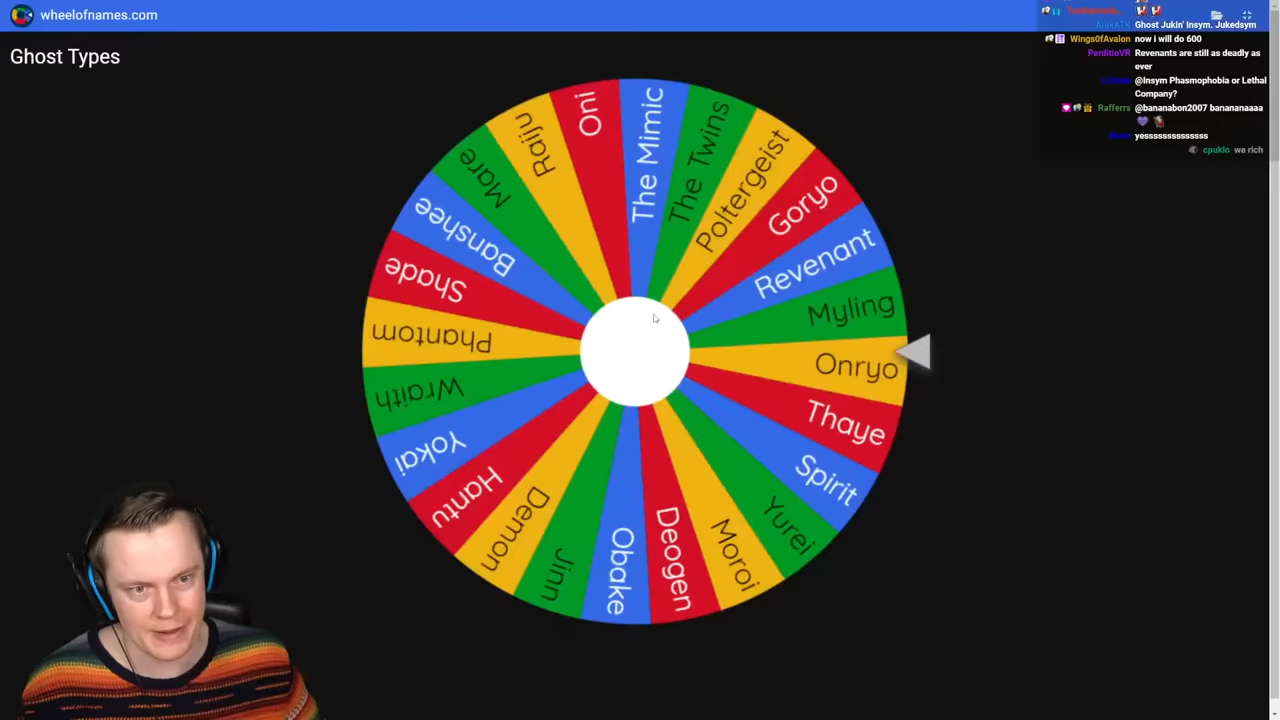 wheelofnames.com
Ghost Types
Oni
The Mimic
The Twins
Poltergeist
Goryo
Revenant
Myling
Onryo
Thaye
Spirit
Yurei
Moroi
Deogen
Obake
Jinn
Demon
Hantu
Yokai
Wraith
Phantom
Shade
Banshee
Mare
Raiju
ArakATK Ghost Jukin' Insym. Jukedsym
Wings0fAvalon now i will do 600
PerditioVR Revenants are still as deadly as
ever
@Insym Phasmophobia or Lethal
Company?
Rafferrs @bananabon2007 banananaaaa
yesssssssssssssss
cpuklo we rich